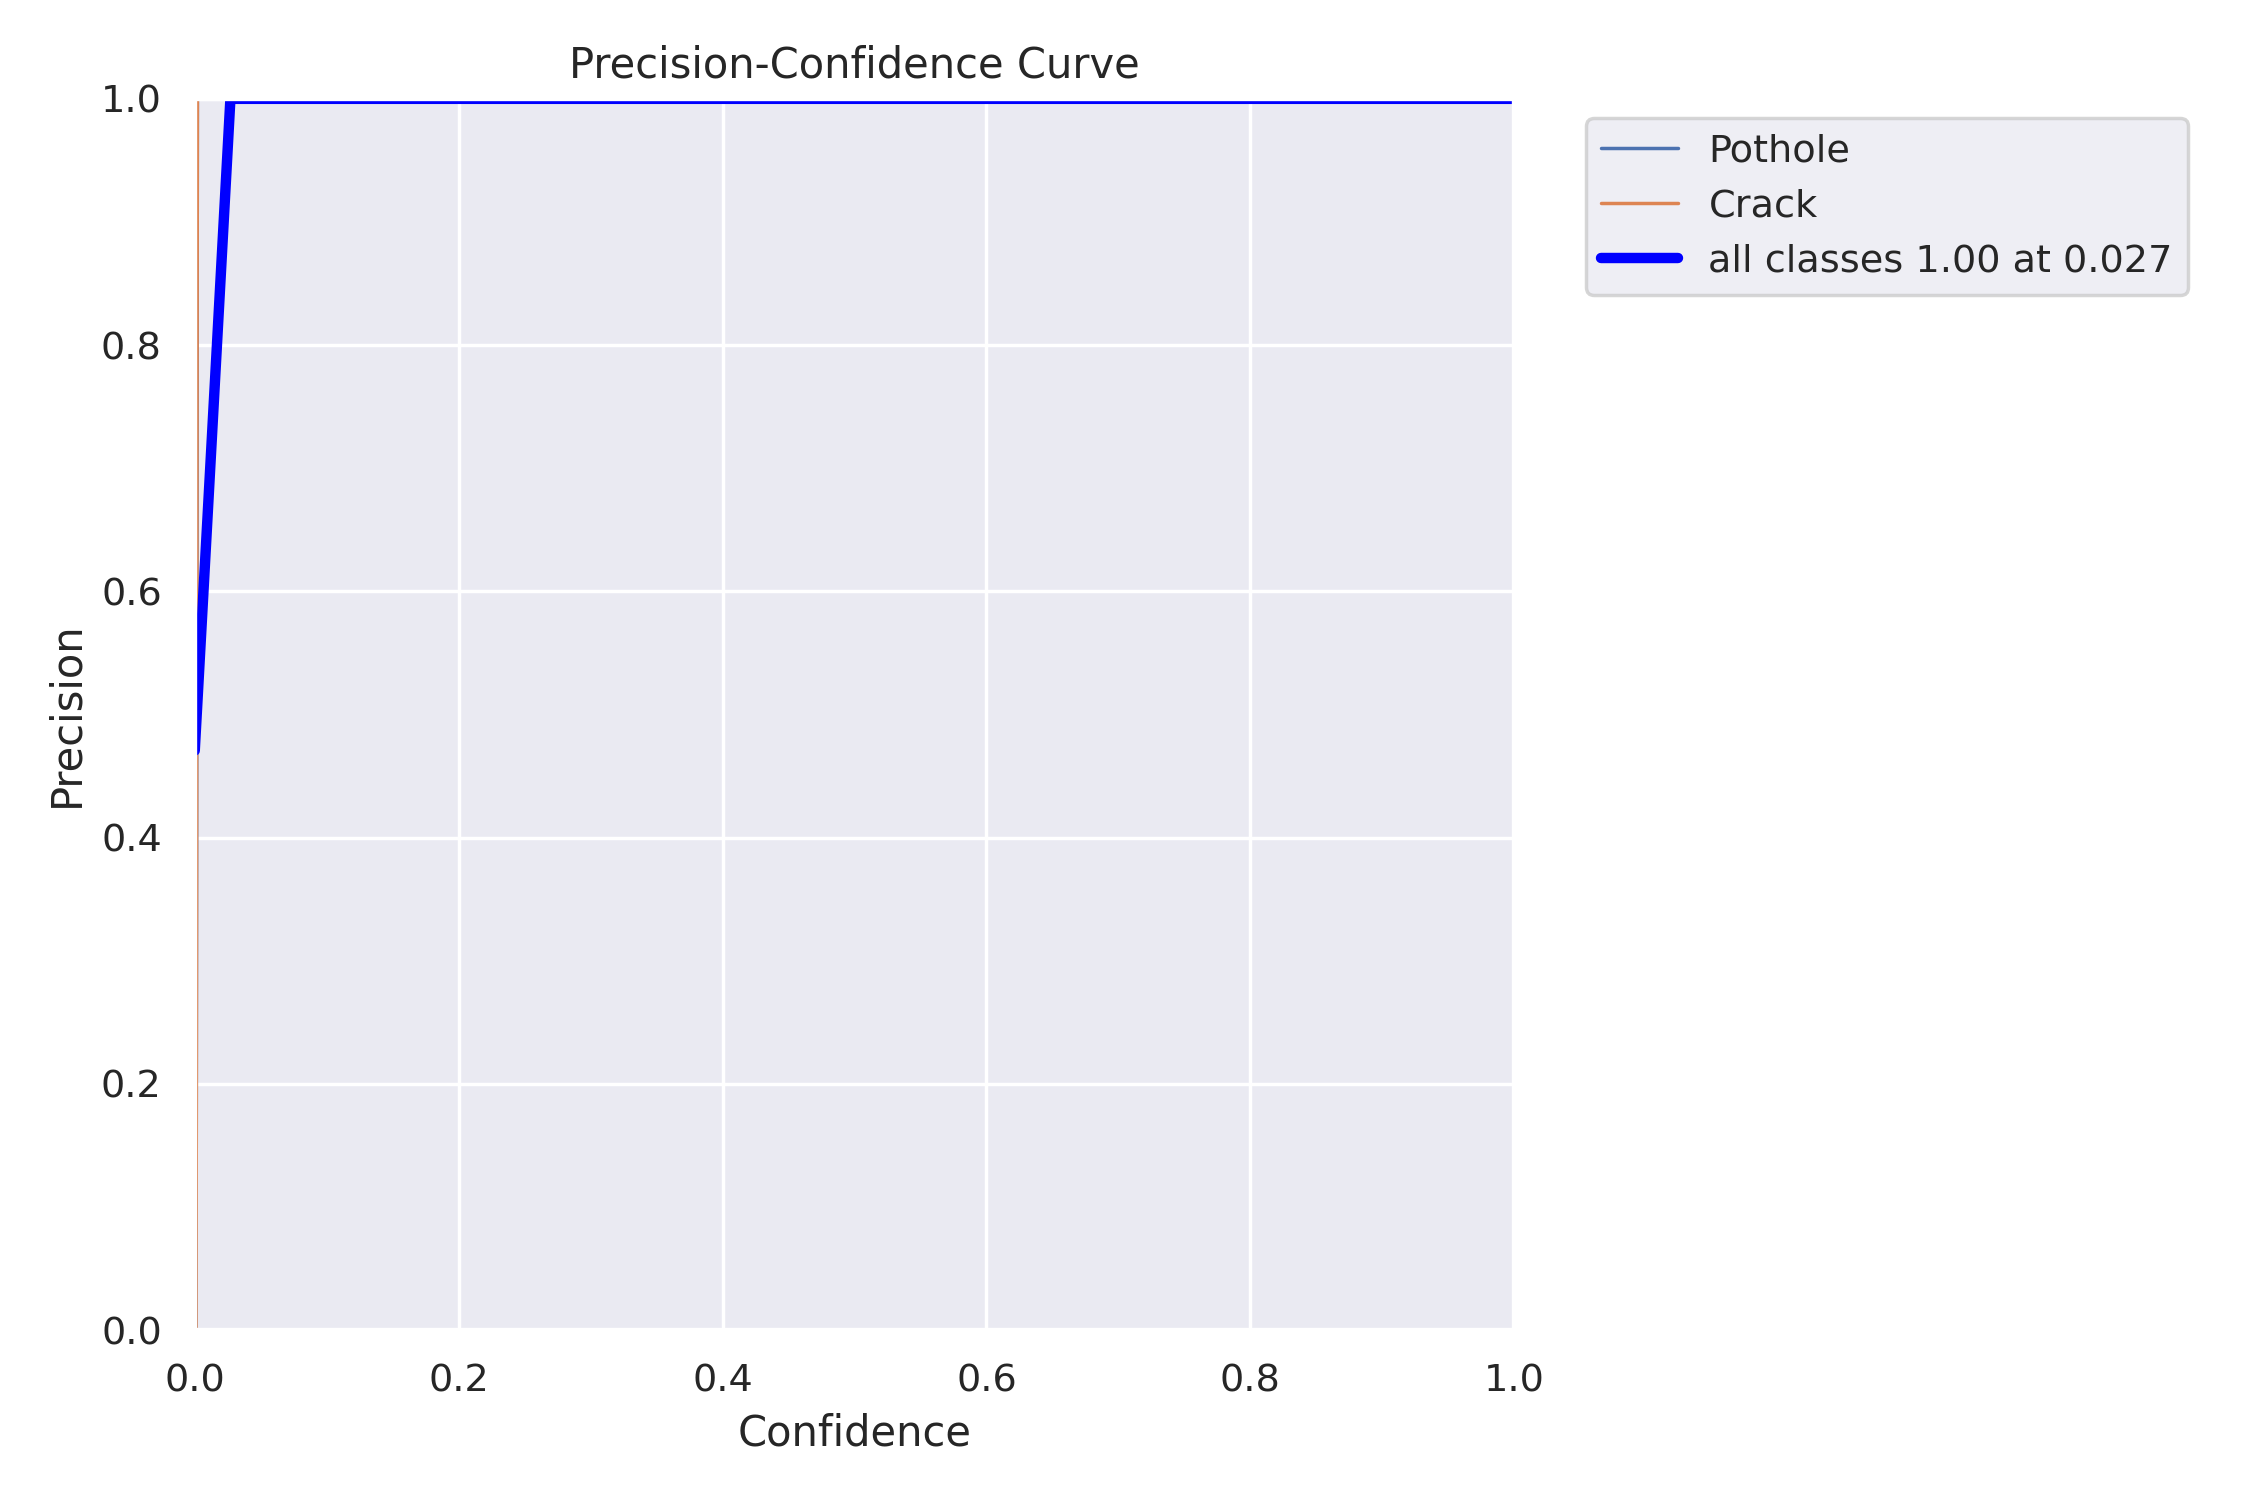 Precision-Confidence Curve
1.0
0.8
0.6
0.4
0.2
0.0
Precision
0.0 0.2 0.4 0.6 0.8 1.0
Confidence
Pothole
Crack
all classes 1.00 at 0.027